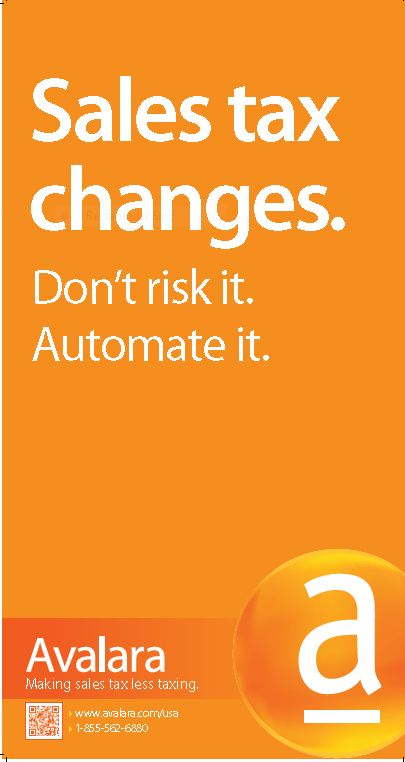 Sales tax
changes.
Don't risk it.
Automate it.
a
Avalara
Making sales tax less taxing.
www.avalara.com/usa
1-855-562-6880